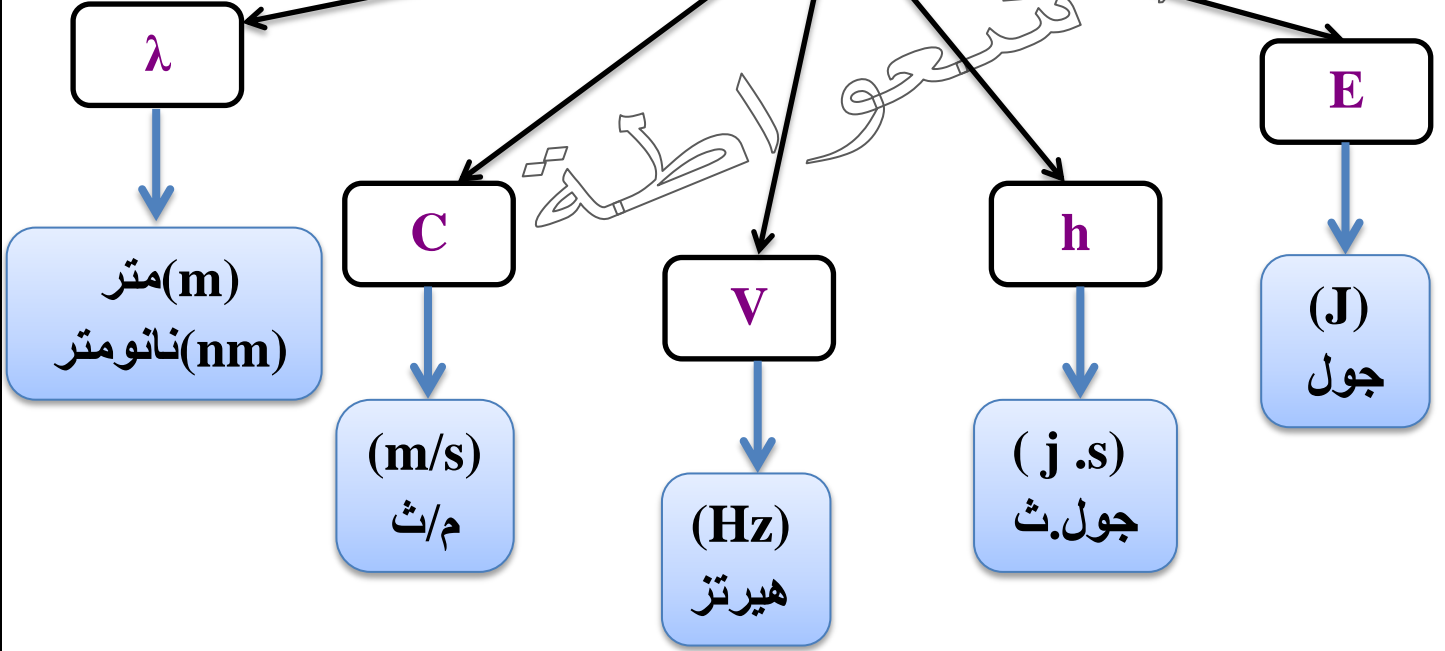 λ
E
C
h
V
متر(m)
نانومتر(nm)
(J)
جول
(m/s)
م/ث
( j .s)
جول.ث
(Hz)
هيرتز